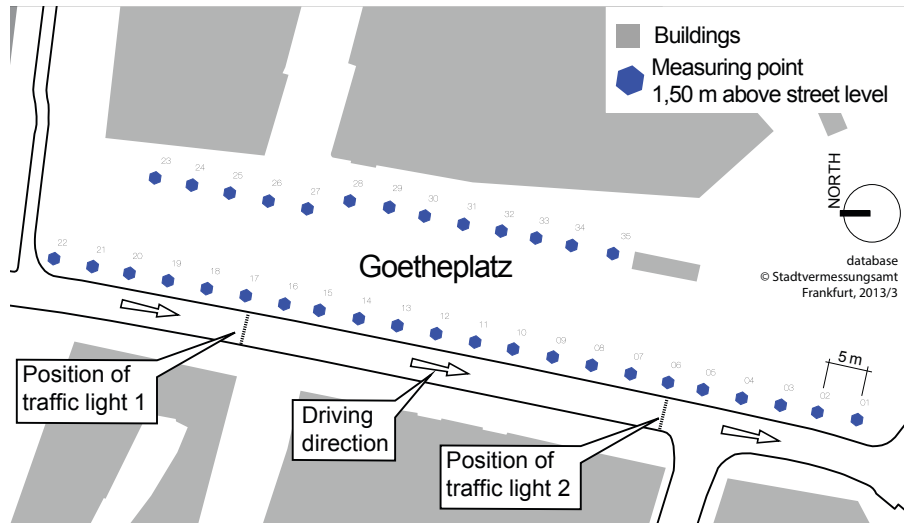 Buildings
Measuring point
1,50 m above street level
23
24
25
26
27
28
29
30
31
32
33
34
35
NORTH
database
© Stadtvermessungsamt
Frankfurt, 2013/3
22
21
20
19
18
17
16
15
14
13
12
11
10
09
08
07
06
05
04
03
02
01
Goetheplatz
5 m
Position of
traffic light 1
Driving
direction
Position of
traffic light 2